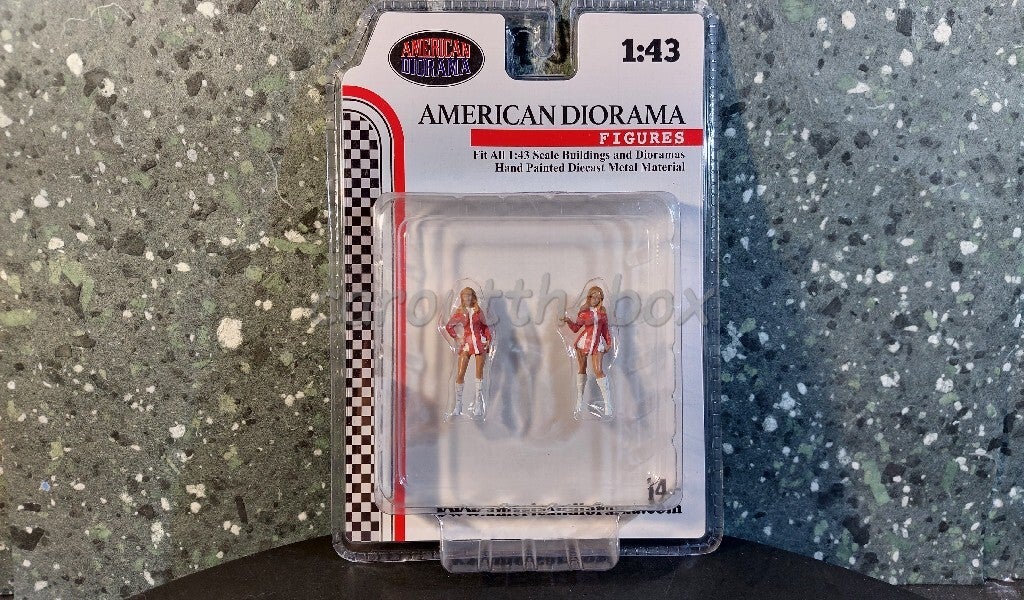 AMERICAN
DIORAMA
1:43
AMERICAN DIORAMA
FIGURES
Fit All 1:43 Scale Buildings and Dioramas
Hand Painted Diecast Metal Material
14